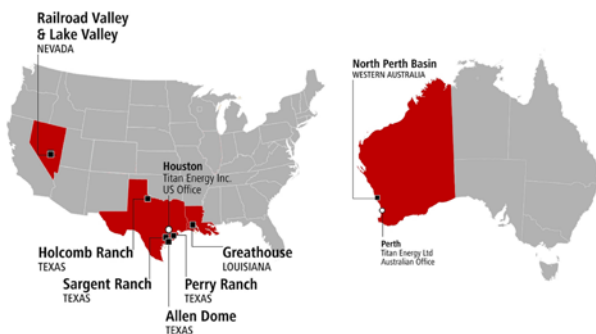 Railroad Valley
& Lake Valley
NEVADA
North Perth Basin
WESTERN AUSTRALIA
Houston
Titan Energy Inc.
US Office
Holcomb Ranch
TEXAS
Greathouse
LOUISIANA
Sargent Ranch
TEXAS
Perry Ranch
TEXAS
Allen Dome
TEXAS
Perth
Titan Energy Ltd
Australian Office